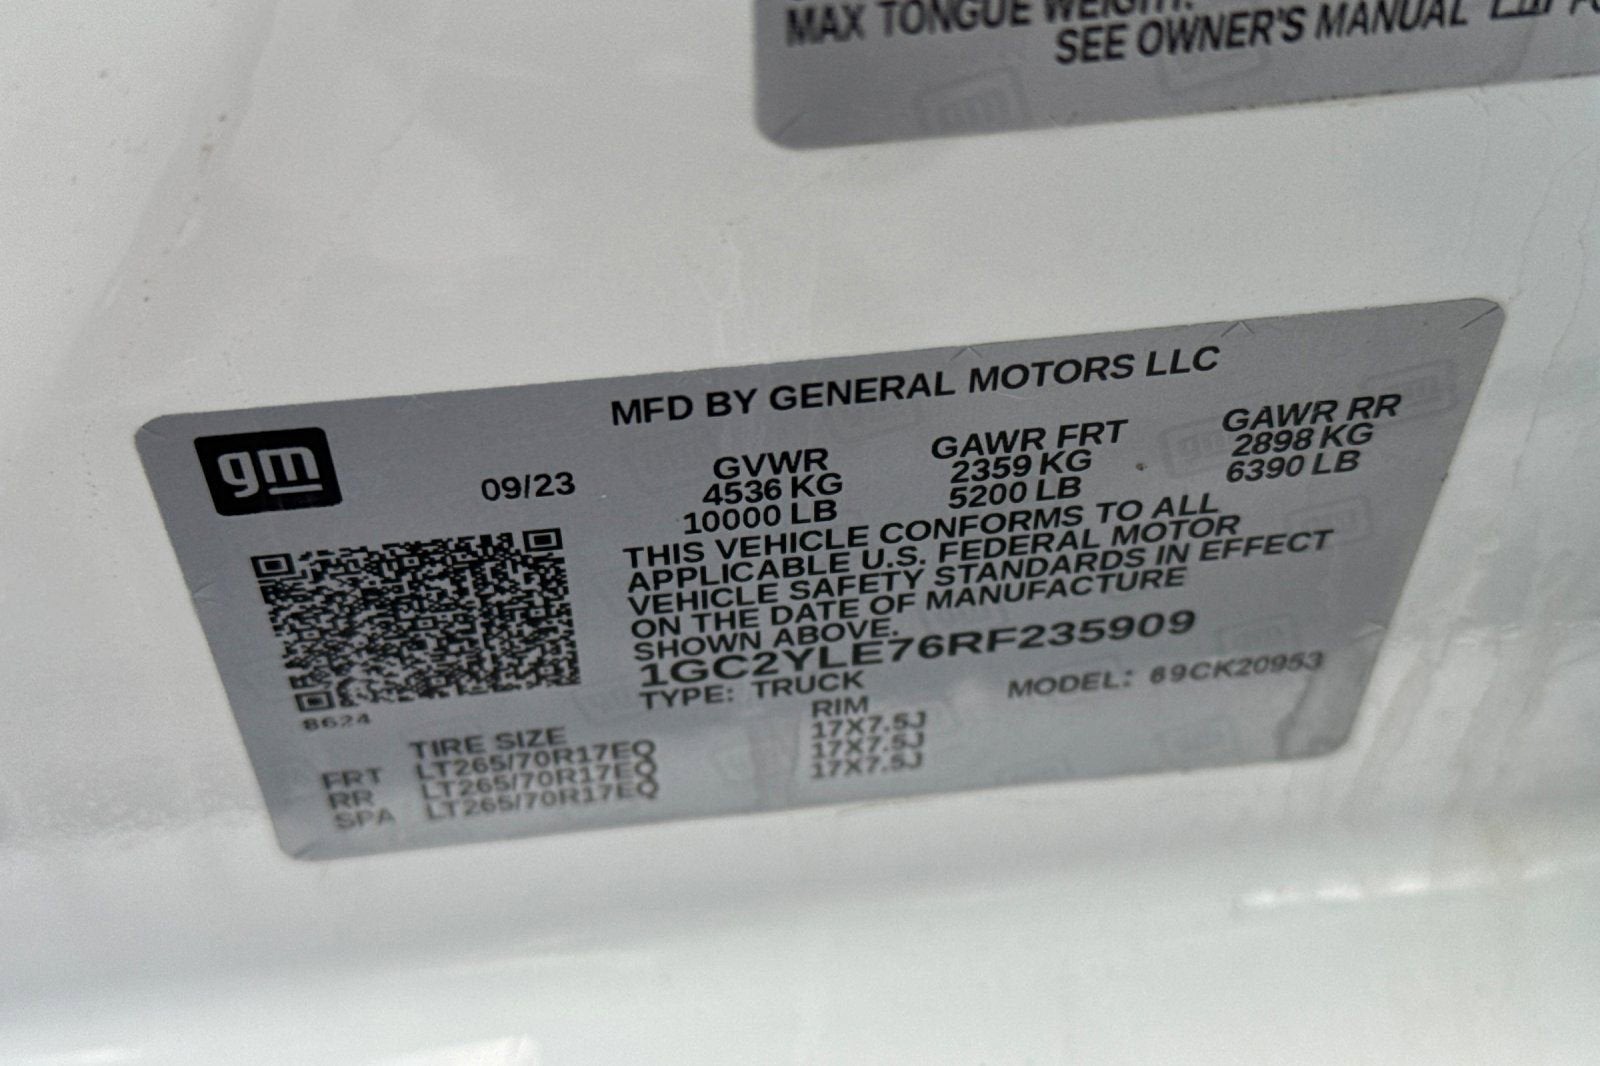 MAX TONGUE WEIGHT:
SEE OWNER'S MANUAL
MFD BY GENERAL MOTORS LLC
gm
09/23
GVWR GAWR FRT GAWR RR
4536 KG 2359 KG 2898 KG
10000 LB 5200 LB 6390 LB
THIS VEHICLE CONFORMS TO ALL
APPLICABLE U.S. FEDERAL MOTOR
VEHICLE SAFETY STANDARDS IN EFFECT
ON THE DATE OF MANUFACTURE
SHOWN ABOVE.
1GC2YLE76RF235909
TYPE: TRUCK MODEL: 69CK20953
8624
TIRE SIZE RIM
FRT LT265/70R17EQ 17X7.5J
RR LT265/70R17EQ 17X7.5J
SPA LT265/70R17EQ 17X7.5J